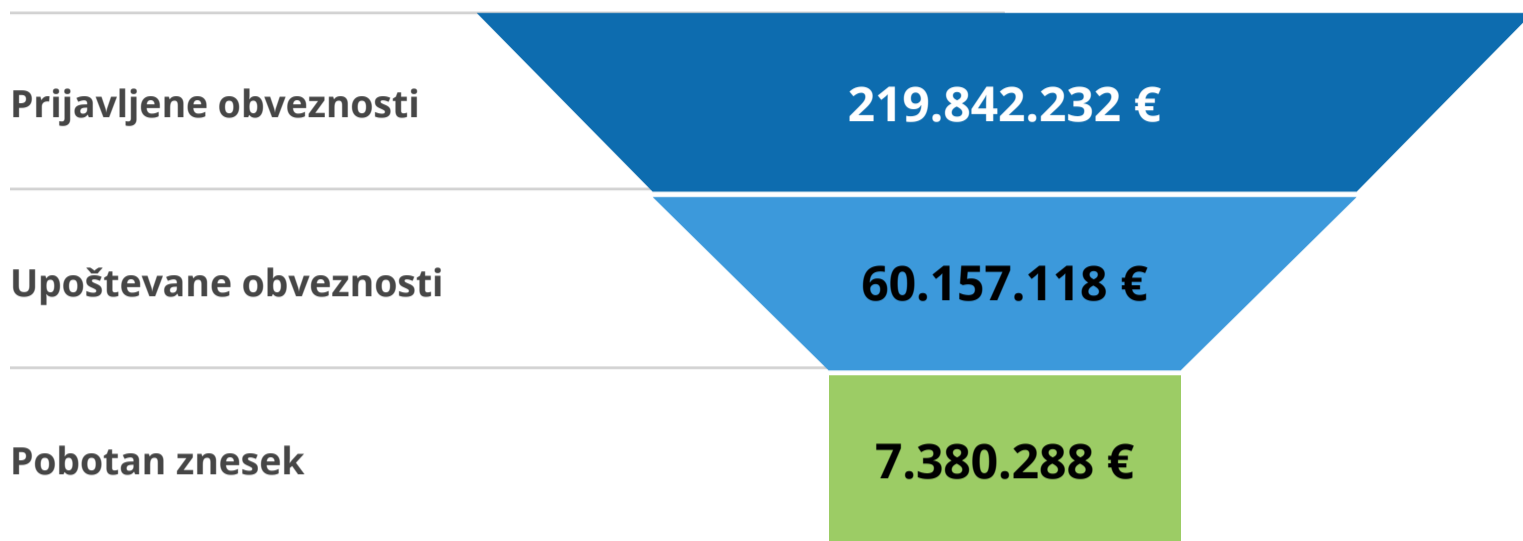 Prijavljene obveznosti 219.842.232 €
Upoštevane obveznosti 60.157.118 €
Pobotan znesek 7.380.288 €